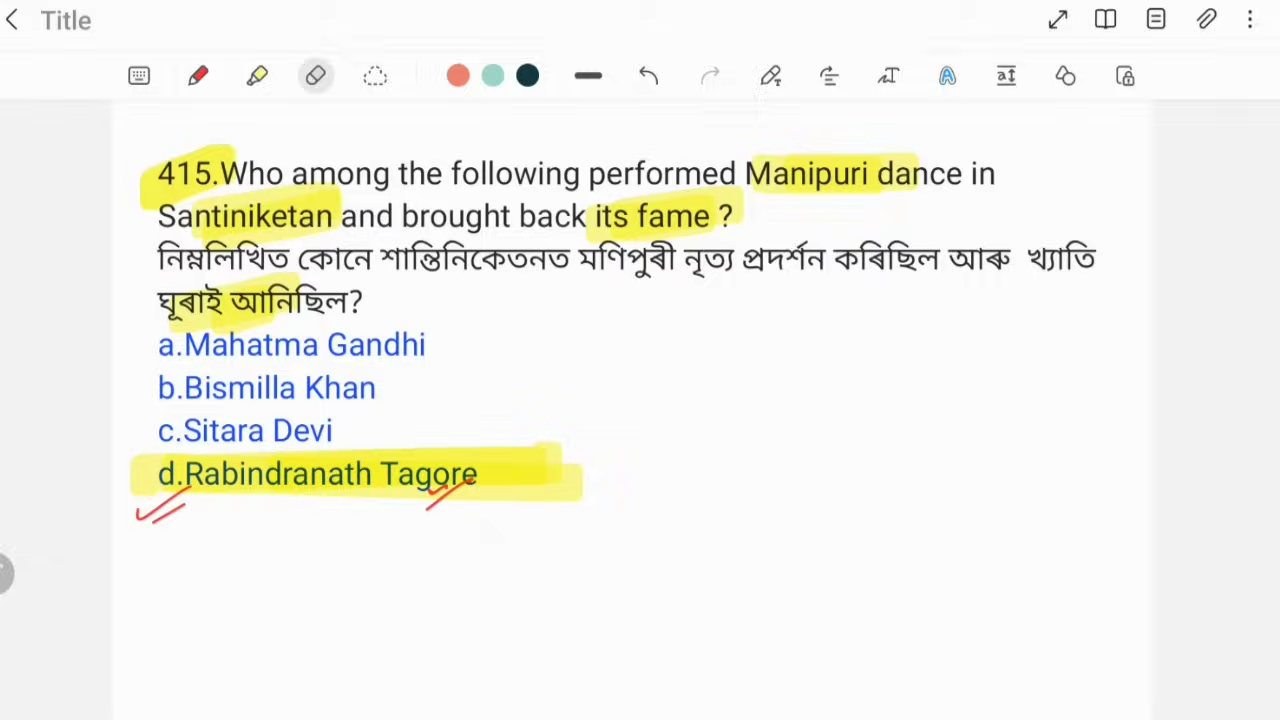 Title
415.Who among the following performed Manipuri dance in
Santiniketan and brought back its fame ?
নিম্নলিখিত কোনে শান্তিনিকেতনত মণিপুৰী নৃত্য প্ৰদৰ্শন কৰিছিল আৰু খ্যাতি
ঘূৰাই আনিছিল?
a.Mahatma Gandhi
b.Bismilla Khan
c.Sitara Devi
d.Rabindranath Tagore